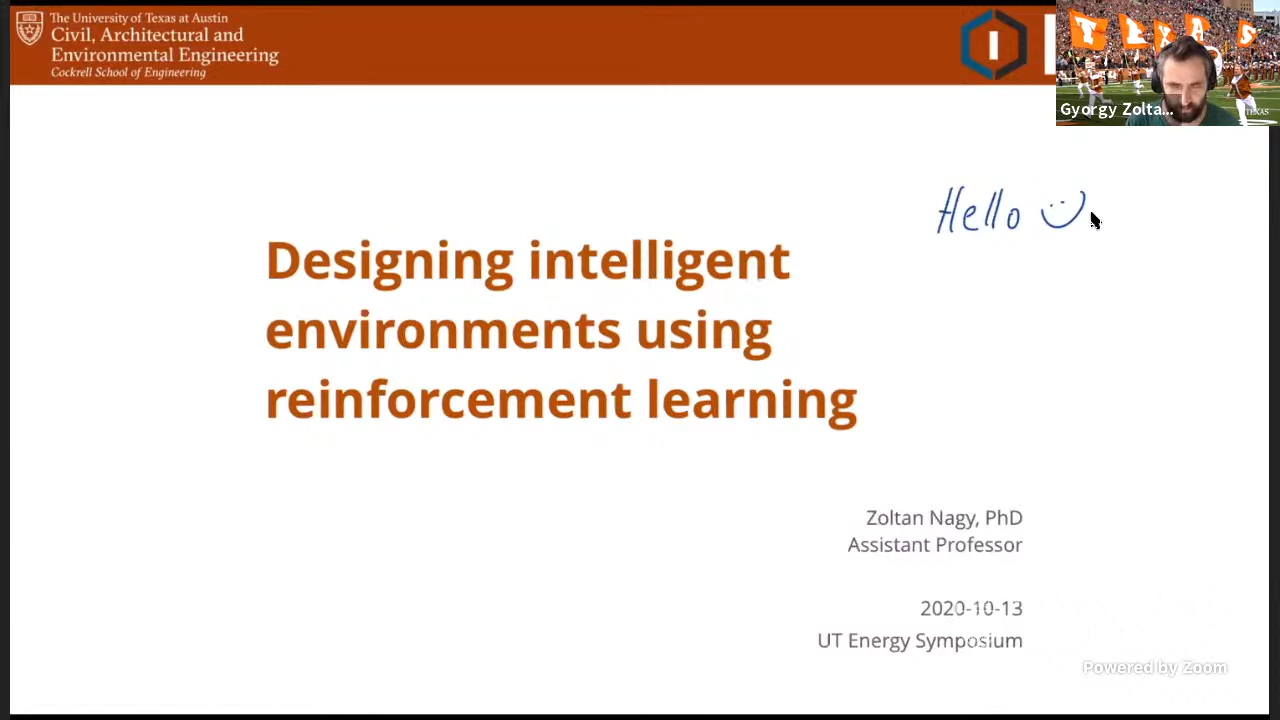 The University of Texas at Austin
Civil, Architectural and
Environmental Engineering
Cockrell School of Engineering
I
TEXAS
Gyorgy Zolta...
TEXAS
Hello
Designing intelligent
environments using
reinforcement learning
Zoltan Nagy, PhD
Assistant Professor
2020-10-13
UT Energy Symposium
Powered by Zoom